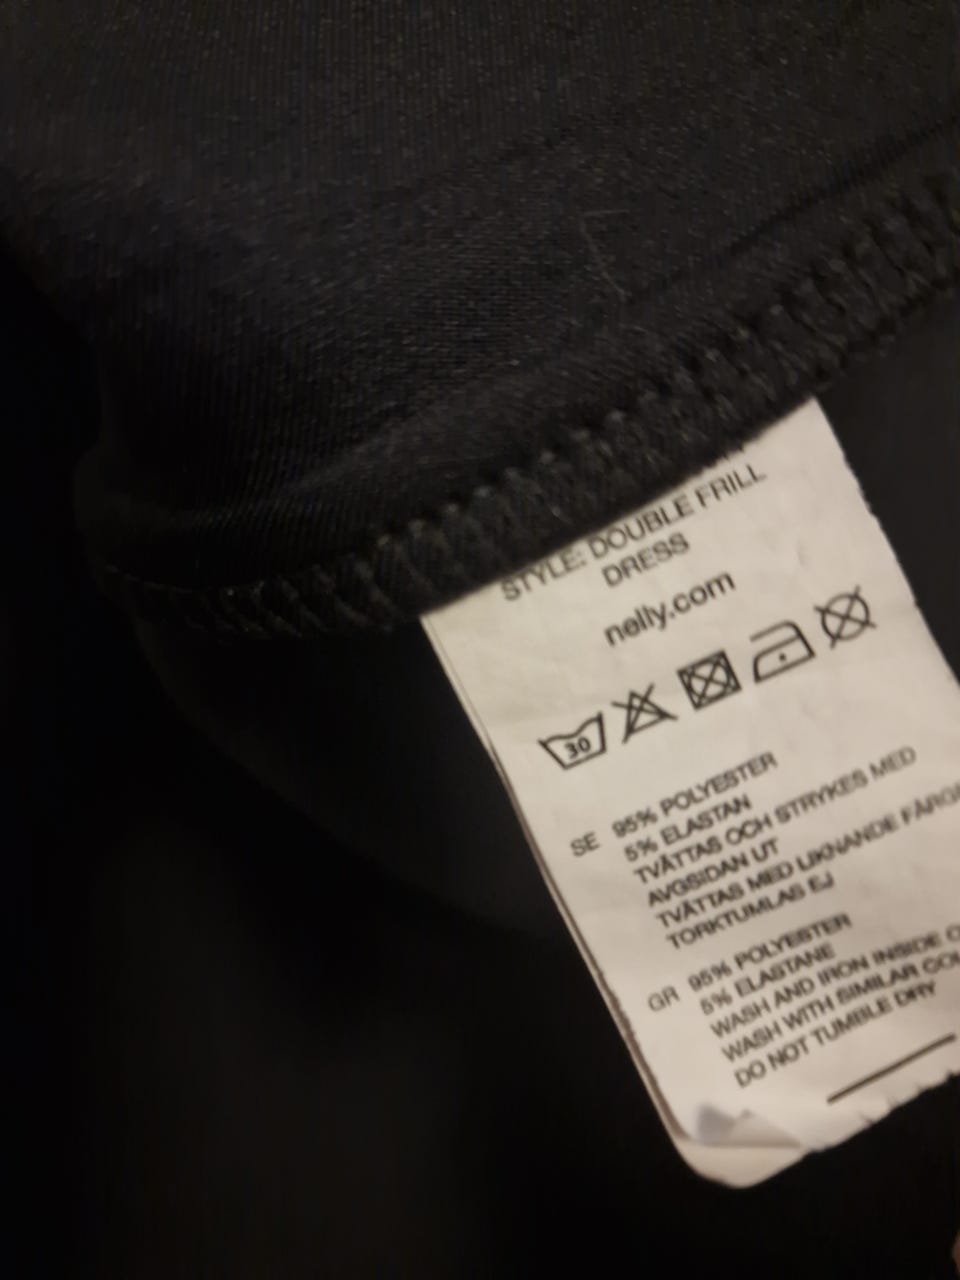 STYLE: DOUBLE FRILL
DRESS
nelly.com
30
SE 95% POLYESTER
5% ELASTAN
TVÄTTAS OCH STRYKES MED
AVGSIDAN UT
TVÄTTAS MED LIKNANDE
TORKTUMLAS EJ
GR 95% POLYESTER
5% ELASTANE
WASH AND IRON INSIDE
WASH WITH SIMILAR
DO NOT TUMBLE DRY